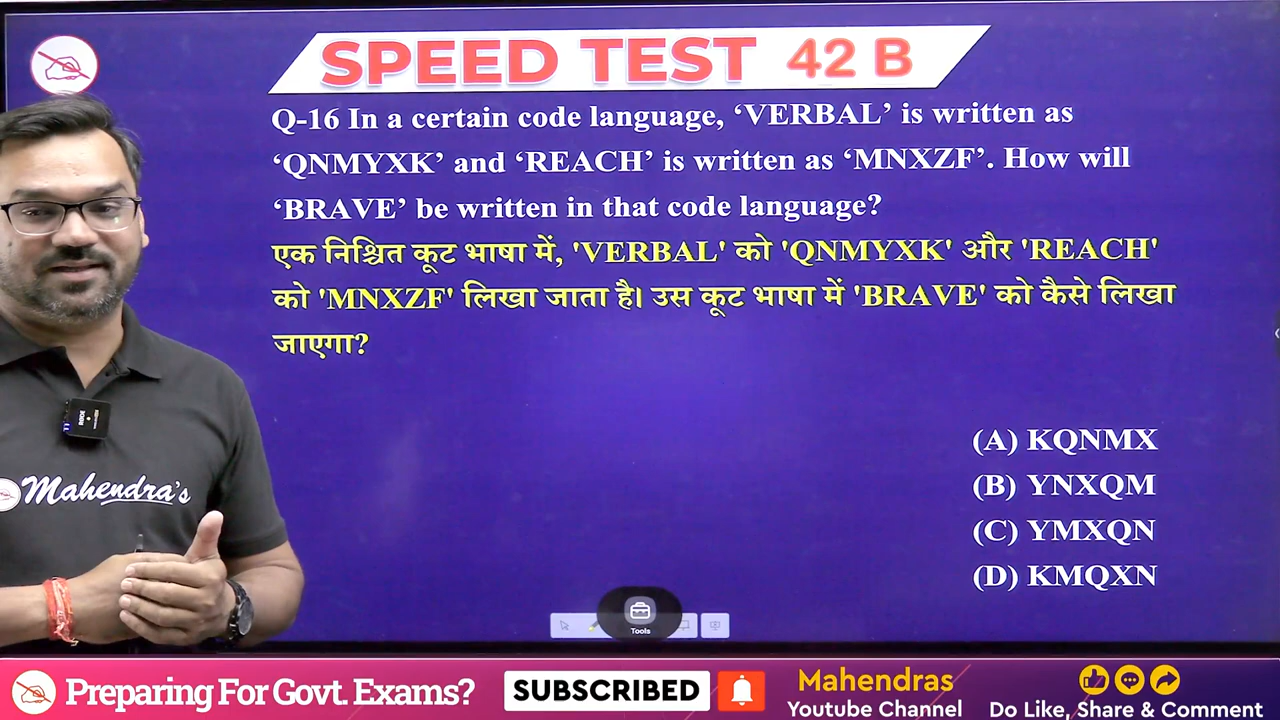 SPEED TEST 42 B
Q-16 In a certain code language, ‘VERBAL’ is written as
‘QNMYXK’ and ‘REACH’ is written as ‘MNXZF’. How will
‘BRAVE’ be written in that code language?
एक निश्चित कूट भाषा में, 'VERBAL' को 'QNMYXK' और 'REACH'
को 'MNXZF' लिखा जाता है। उस कूट भाषा में 'BRAVE' को कैसे लिखा
जाएगा?
(A) KQNMX
(B) YNXQM
(C) YMXQN
(D) KMQXN
Mahendra's
Tools
Preparing For Govt. Exams?
SUBSCRIBED
Mahendras
Youtube Channel
Do Like, Share & Comment